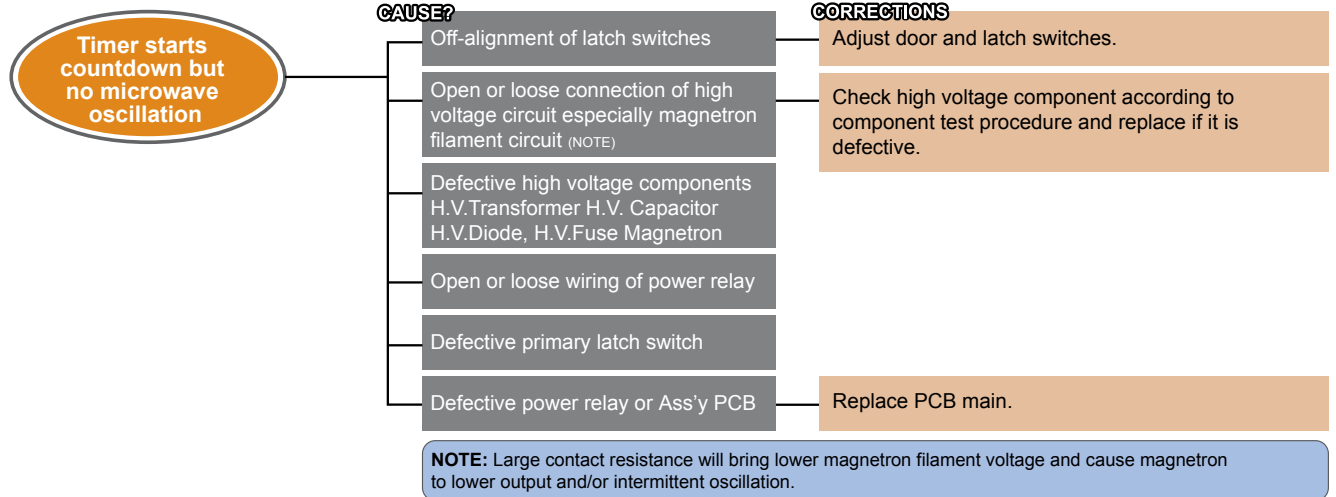 Timer starts
countdown but
no microwave
oscillation
CAUSE?
Off-alignment of latch switches
Open or loose connection of high
voltage circuit especially magnetron
filament circuit (NOTE)
Defective high voltage components
H.V.Transformer H.V. Capacitor
H.V.Diode, H.V.Fuse Magnetron
Open or loose wiring of power relay
Defective primary latch switch
Defective power relay or Ass’y PCB
CORRECTIONS
Adjust door and latch switches.
Check high voltage component according to
component test procedure and replace if it is
defective.
Replace PCB main.
NOTE: Large contact resistance will bring lower magnetron filament voltage and cause magnetron
to lower output and/or intermittent oscillation.